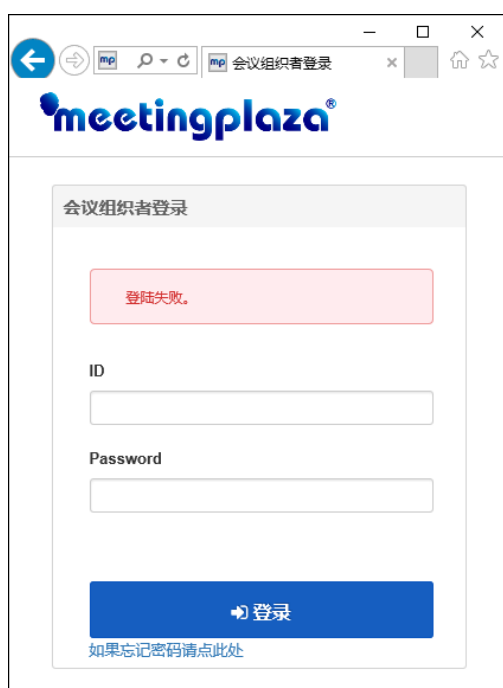 mp
mp 会议组织者登录
meetingplaza®
会议组织者登录
登陆失败。
ID
Password
登录
如果忘记密码请点此处